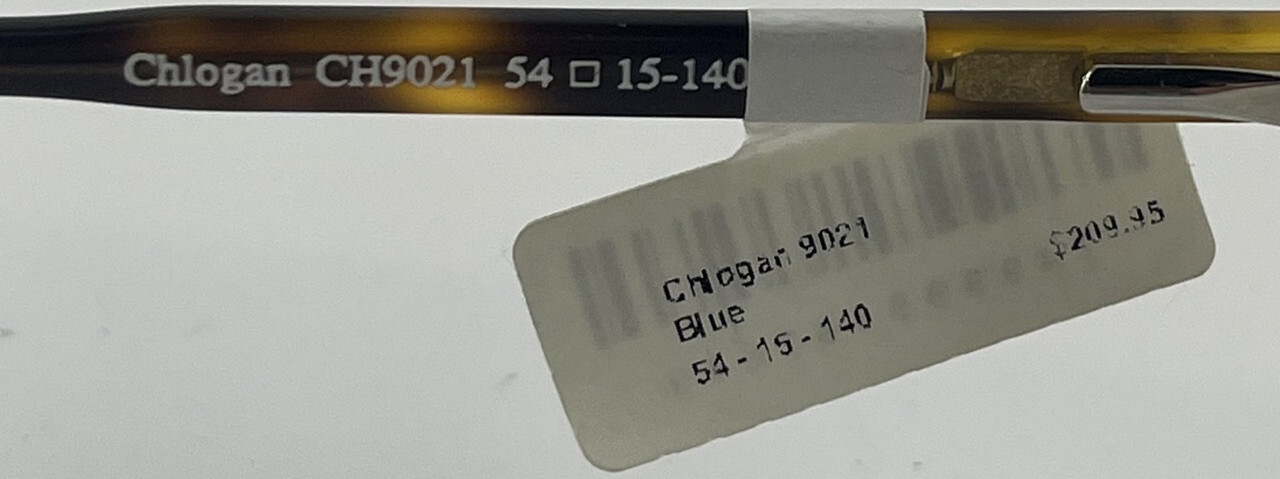 Chlogan CH9021 54 □ 15-140
Chlogan 9021
$209.95
Blue
54-15-140